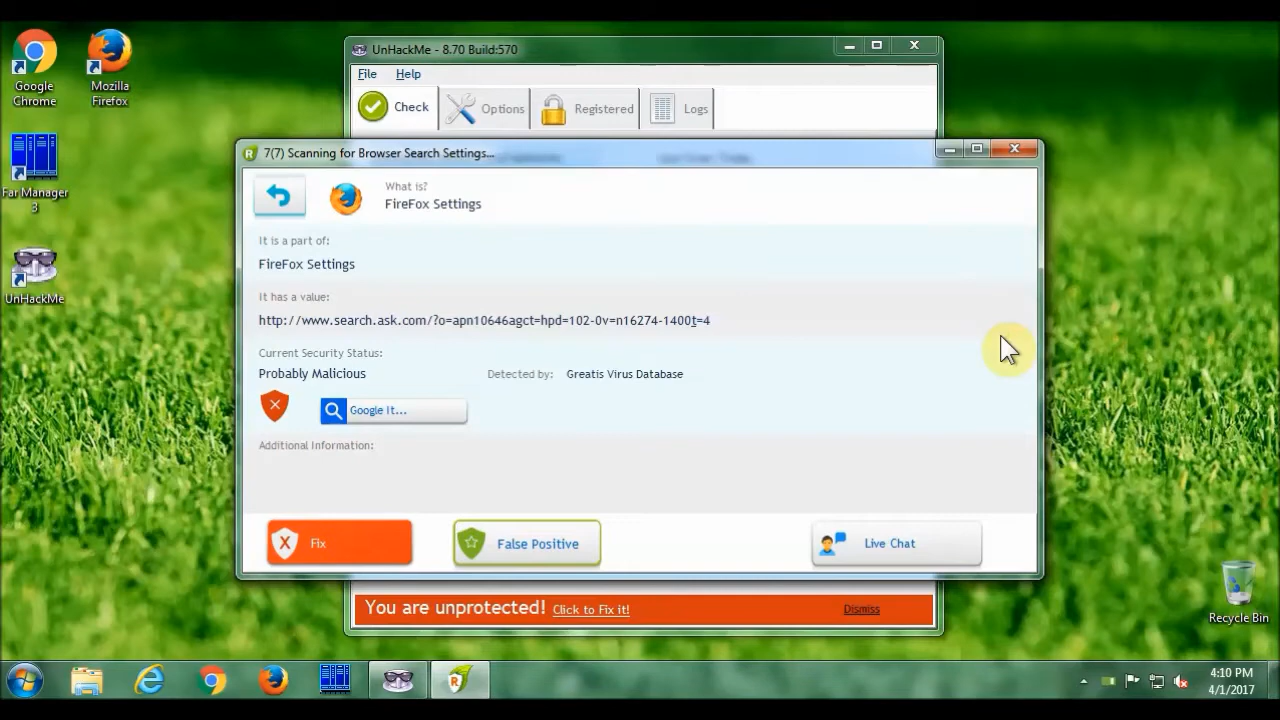 Google
Chrome
Mozilla
Firefox
Far Manager
3
UnHackMe
UnHackMe - 8.70 Build:570
File
Help
Check
Options
Registered
Logs
7(7) Scanning for Browser Search Settings...
What is?
FireFox Settings
It is a part of:
FireFox Settings
It has a value:
http://www.search.ask.com/?o=apn10646agct=hpd=102-0v=n16274-1400t=4
Current Security Status:
Probably Malicious
Detected by:
Greatis Virus Database
Google It...
Additional Information:
Fix
False Positive
Live Chat
You are unprotected! Click to Fix it!
Dismiss
Recycle Bin
4:10 PM
4/1/2017